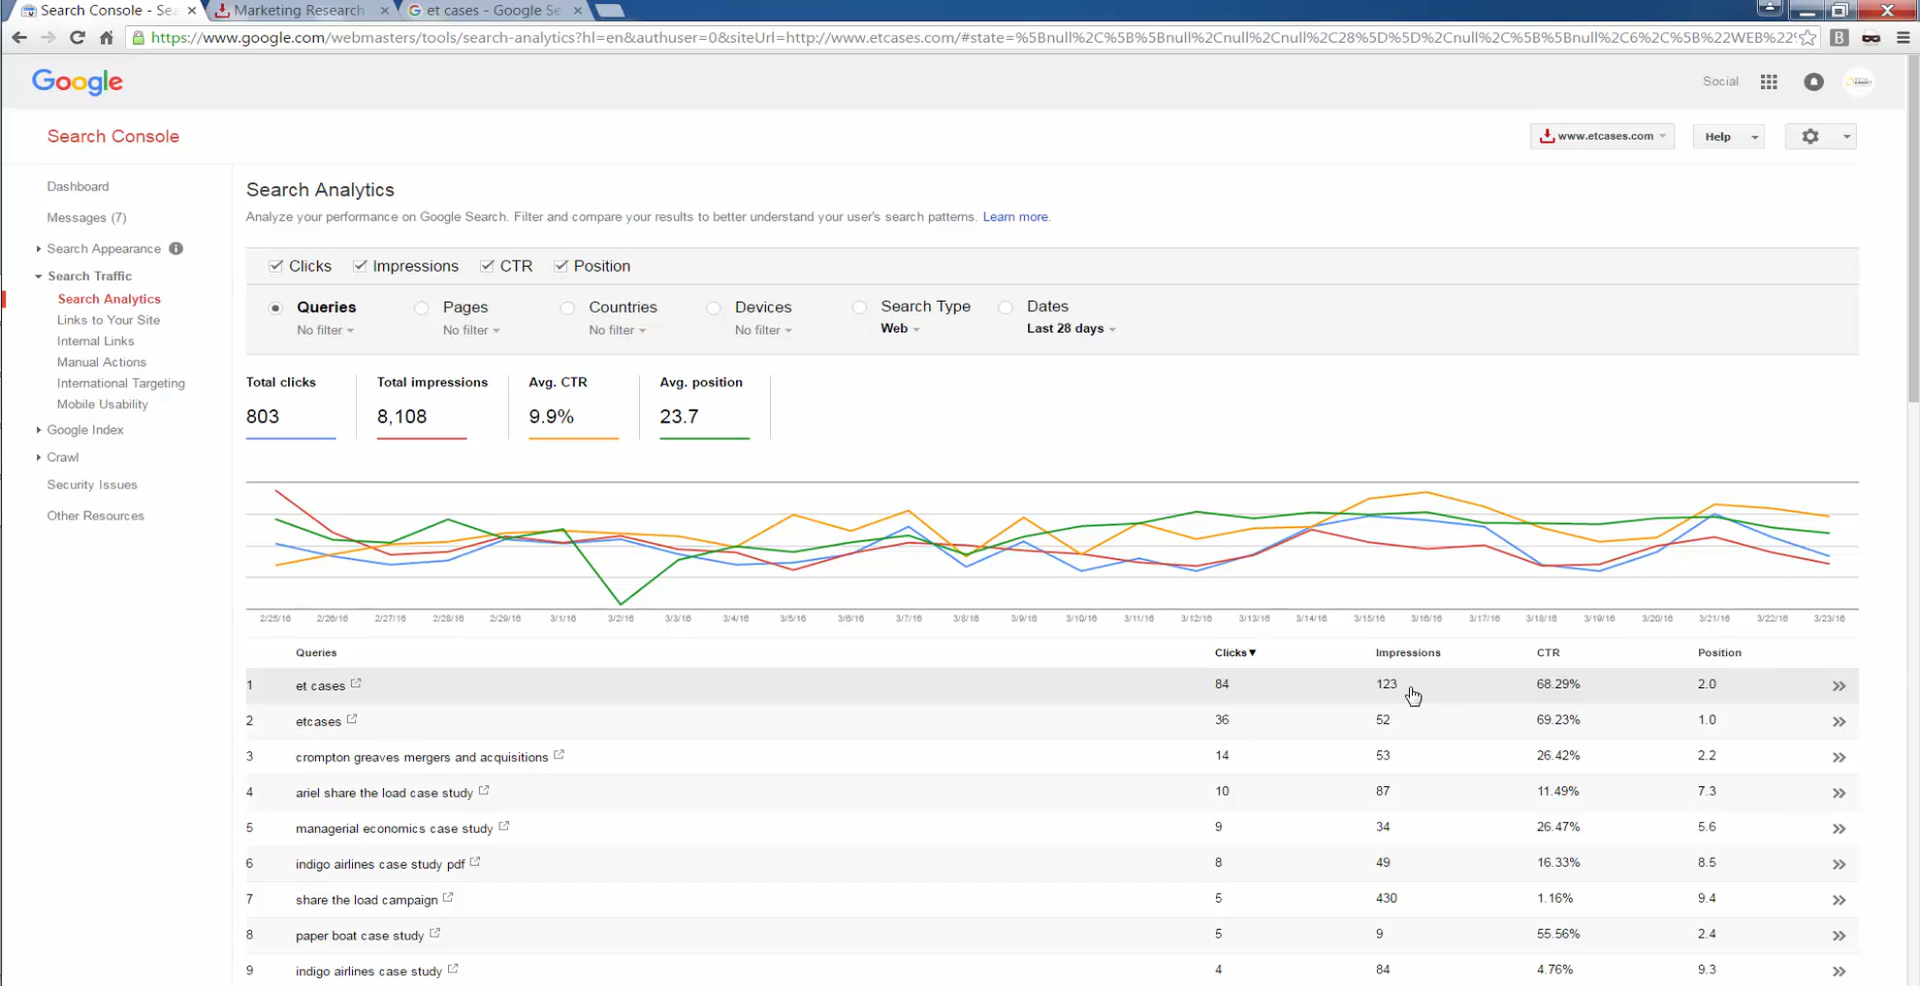 Search Console - Sea
Marketing Research
et cases - Google Se
https://www.google.com/webmasters/tools/search-analytics?hl=en&authuser=0&siteUrl=http://www.etcases.com/#state=%5Bnull%2C%5B%5Bnull%2Cnull%2Cnull%2C28%5D%5D%2Cnull%2C%5B%5Bnull%2C6%2C%5B%22WEB%22%
Google
Social
Search Console
www.etcases.com
Help
Dashboard
Messages (7)
Search Appearance
Search Traffic
Search Analytics
Links to Your Site
Internal Links
Manual Actions
International Targeting
Mobile Usability
Google Index
Crawl
Security Issues
Other Resources
Search Analytics
Analyze your performance on Google Search. Filter and compare your results to better understand your user's search patterns. Learn more.
Clicks Impressions CTR Position
Queries Pages Countries Devices Search Type Dates
No filter No filter No filter No filter Web Last 28 days
Total clicks Total impressions Avg. CTR Avg. position
803 8,108 9.9% 23.7
2/25/16 2/26/16 2/27/16 2/28/16 2/29/16 3/1/16 3/2/16 3/3/16 3/4/16 3/5/16 3/6/16 3/7/16 3/8/16 3/9/16 3/10/16 3/11/16 3/12/16 3/13/16 3/14/16 3/15/16 3/16/16 3/17/16 3/18/16 3/19/16 3/20/16 3/21/16 3/22/16 3/23/16
Queries Clicks▼ Impressions CTR Position
1 et cases 84 123 68.29% 2.0 »
2 etcases 36 52 69.23% 1.0 »
3 crompton greaves mergers and acquisitions 14 53 26.42% 2.2 »
4 ariel share the load case study 10 87 11.49% 7.3 »
5 managerial economics case study 9 34 26.47% 5.6 »
6 indigo airlines case study pdf 8 49 16.33% 8.5 »
7 share the load campaign 5 430 1.16% 9.4 »
8 paper boat case study 5 9 55.56% 2.4 »
9 indigo airlines case study 4 84 4.76% 9.3 »